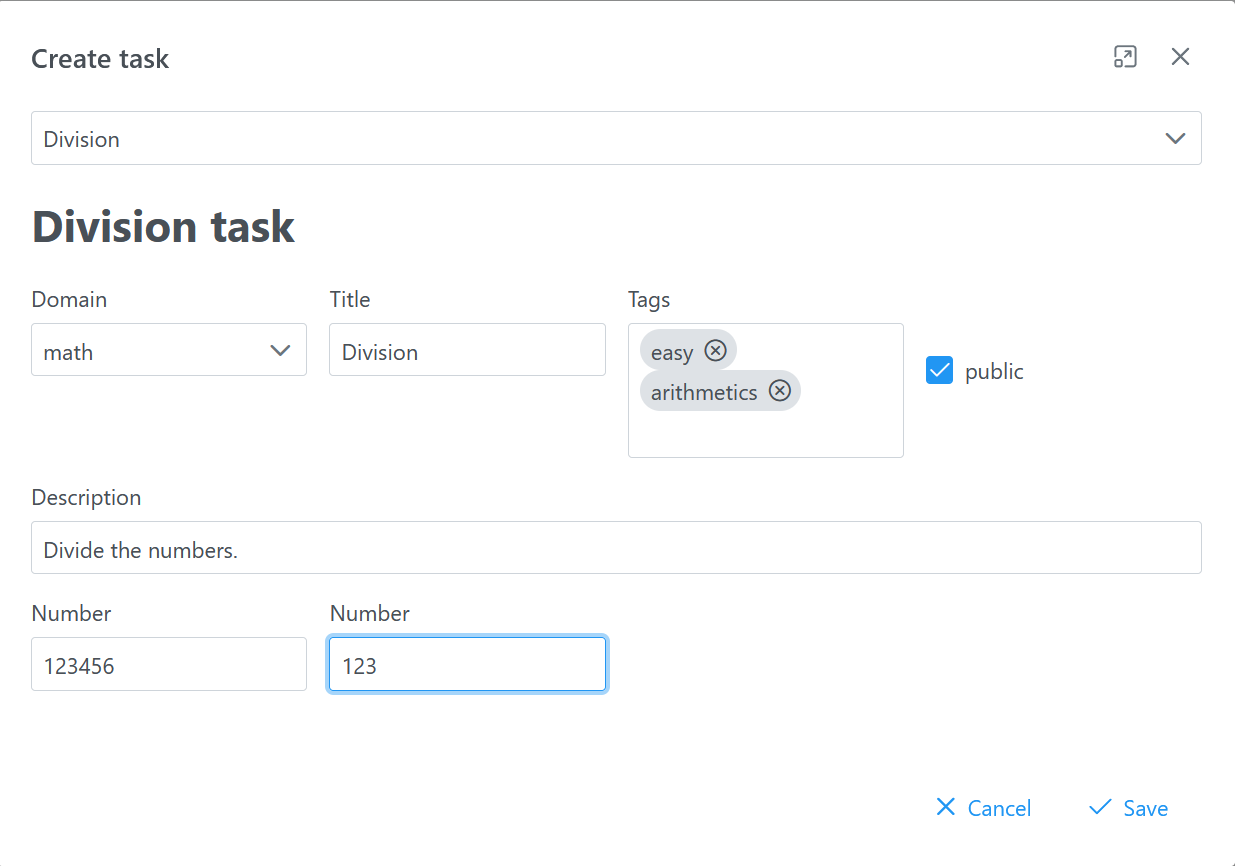 Create task
Division
Division task
Domain
Title
Tags
math
Division
easy
arithmetics
public
Description
Divide the numbers.
Number
Number
123456
123
Cancel
Save